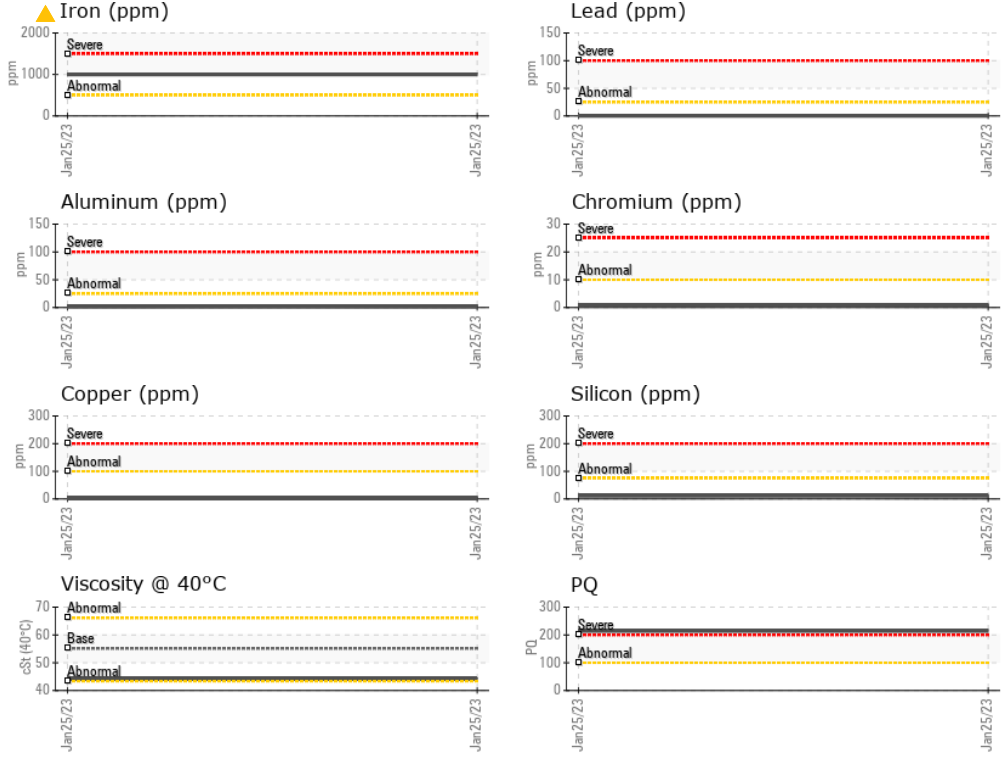 Iron (ppm)
2000
1000
0
ppm
Severe
Abnormal
Jan25/23
Jan25/23
Lead (ppm)
150
100
50
0
ppm
Severe
Abnormal
Jan25/23
Jan25/23
Aluminum (ppm)
150
100
50
0
ppm
Severe
Abnormal
Jan25/23
Jan25/23
Chromium (ppm)
30
20
10
0
ppm
Severe
Abnormal
Jan25/23
Jan25/23
Copper (ppm)
300
200
100
0
ppm
Severe
Abnormal
Jan25/23
Jan25/23
Silicon (ppm)
300
200
100
0
ppm
Severe
Abnormal
Jan25/23
Jan25/23
Viscosity @ 40°C
70
60
50
40
cSt (40°C)
Abnormal
Base
Abnormal
Jan25/23
Jan25/23
PQ
300
200
100
0
PQ
Severe
Abnormal
Jan25/23
Jan25/23